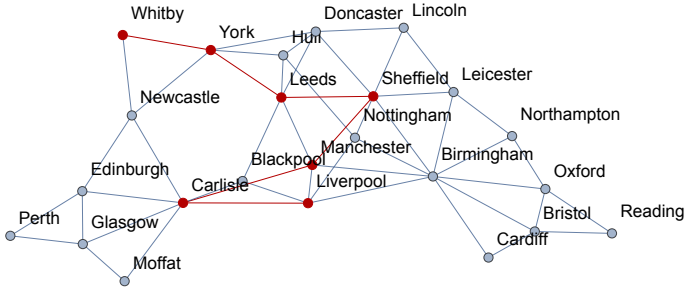 Whitby
York
Doncaster
Lincoln
Hull
Leeds
Sheffield
Leicester
Newcastle
Nottingham
Northampton
Manchester
Birmingham
Blackpool
Edinburgh
Carlisle
Liverpool
Oxford
Perth
Glasgow
Bristol
Reading
Cardiff
Moffat